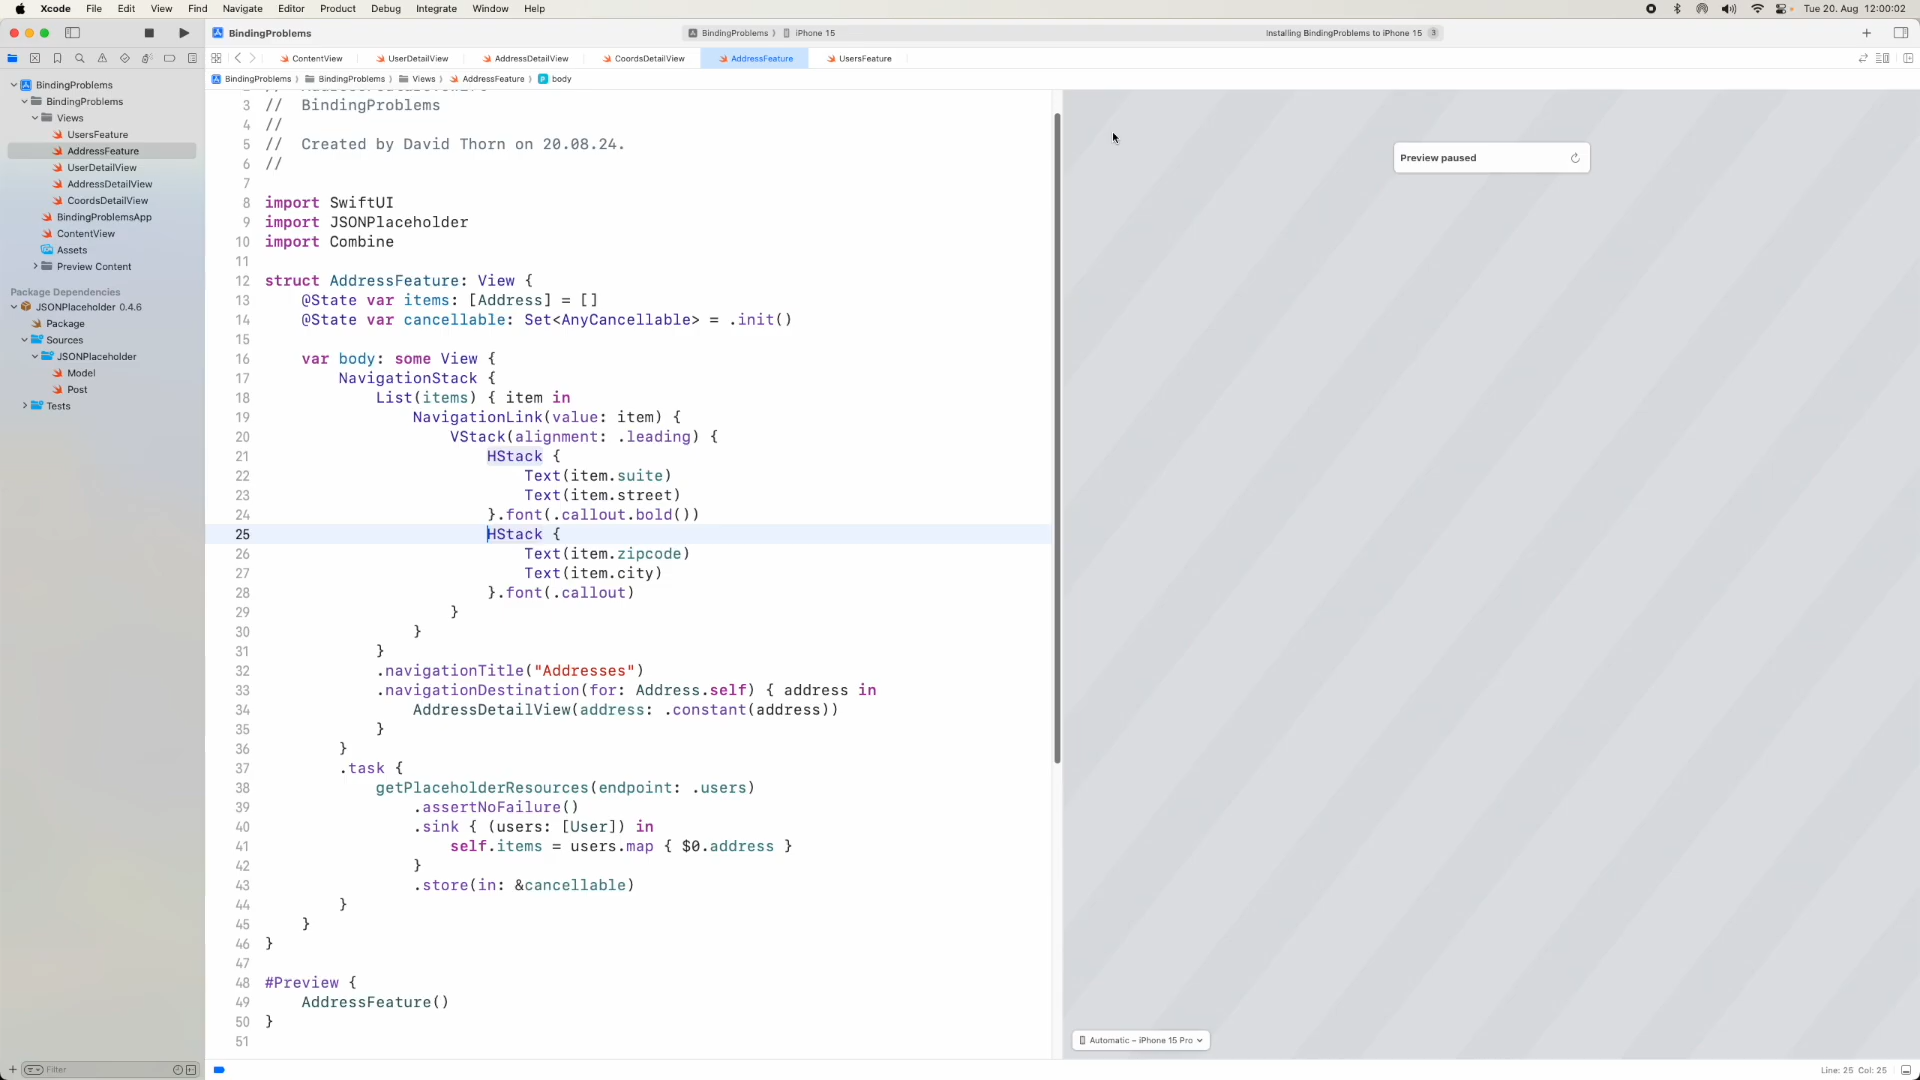 Xcode File Edit View Find Navigate Editor Product Debug Integrate Window Help Tue 20. Aug 12:00:02
BindingProblems BindingProblems 〉 iPhone 15 Installing BindingProblems to iPhone 15 3
ContentView UserDetailView AddressDetailView CoordsDetailView AddressFeature UsersFeature
BindingProblems 〉 BindingProblems 〉 Views 〉 AddressFeature 〉 body
BindingProblems
BindingProblems
Views
UsersFeature
AddressFeature
UserDetailView
AddressDetailView
CoordsDetailView
BindingProblemsApp
ContentView
Assets
Preview Content
Package Dependencies
JSONPlaceholder 0.4.6
Package
Sources
JSONPlaceholder
Model
Post
Tests
Filter
3 //  BindingProblems
4 //
5 //  Created by David Thorn on 20.08.24.
6 //
7
8 import SwiftUI
9 import JSONPlaceholder
10 import Combine
11
12 struct AddressFeature: View {
13     @State var items: [Address] = []
14     @State var cancellable: Set<AnyCancellable> = .init()
15
16     var body: some View {
17         NavigationStack {
18             List(items) { item in
19                 NavigationLink(value: item) {
20                     VStack(alignment: .leading) {
21                         HStack {
22                             Text(item.suite)
23                             Text(item.street)
24                         }.font(.callout.bold())
25                         HStack {
26                             Text(item.zipcode)
27                             Text(item.city)
28                         }.font(.callout)
29                     }
30                 }
31             }
32             .navigationTitle("Addresses")
33             .navigationDestination(for: Address.self) { address in
34                 AddressDetailView(address: .constant(address))
35             }
36         }
37         .task {
38             getPlaceholderResources(endpoint: .users)
39                 .assertNoFailure()
40                 .sink { (users: [User]) in
41                     self.items = users.map { $0.address }
42                 }
43                 .store(in: &cancellable)
44         }
45     }
46 }
47
48 #Preview {
49     AddressFeature()
50 }
51
Preview paused
Automatic – iPhone 15 Pro
Line: 25 Col: 25